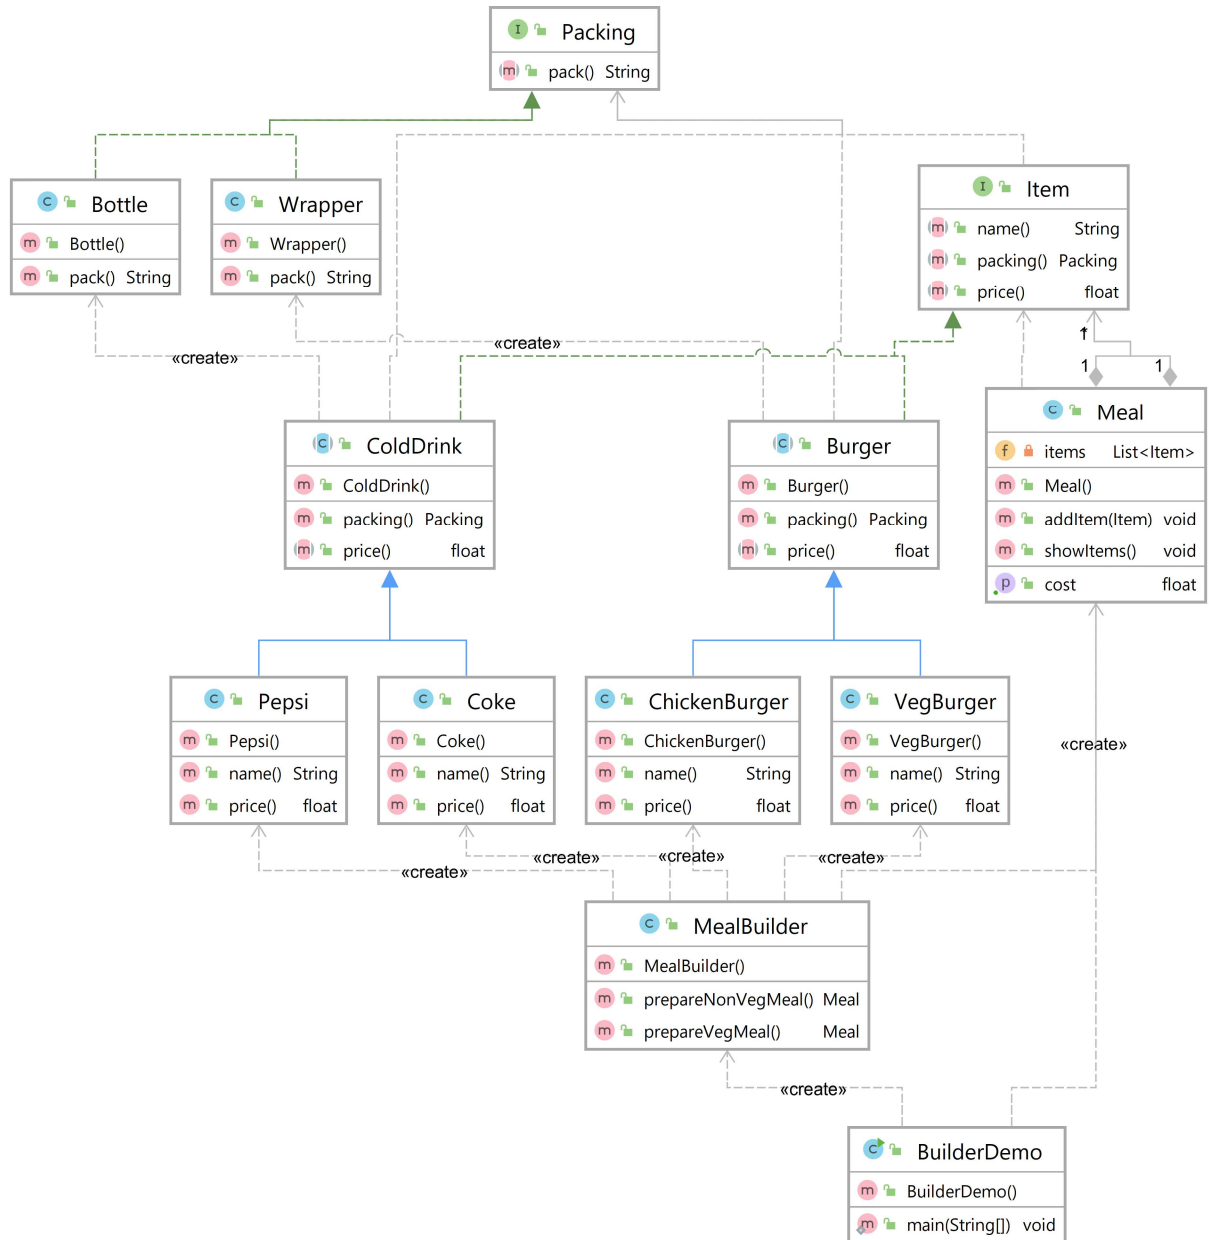 Packing
pack() String
Bottle
Bottle()
pack() String
Wrapper
Wrapper()
pack() String
Item
name() String
packing() Packing
price() float
«create»
«create»
1
1
ColdDrink
ColdDrink()
packing() Packing
price() float
Burger
Burger()
packing() Packing
price() float
Meal
items List<Item>
Meal()
addItem(Item) void
showItems() void
cost float
Pepsi
Pepsi()
name() String
price() float
Coke
Coke()
name() String
price() float
ChickenBurger
ChickenBurger()
name() String
price() float
VegBurger
VegBurger()
name() String
price() float
«create»
«create»
«create»
«create»
«create»
MealBuilder
MealBuilder()
prepareNonVegMeal() Meal
prepareVegMeal() Meal
«create»
BuilderDemo
BuilderDemo()
main(String[]) void